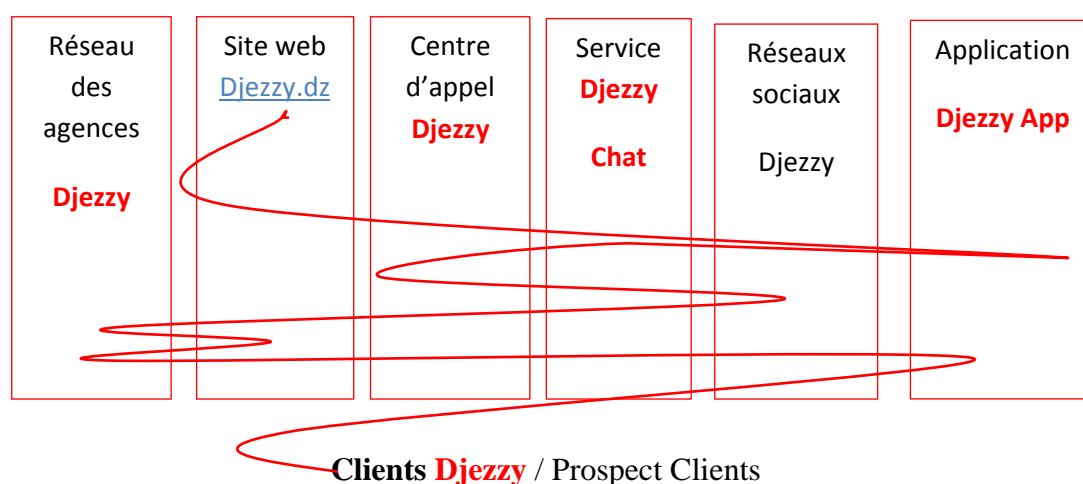 Réseau
des
agences
Djezzy
Site web
Djezzy.dz
Centre
d’appel
Djezzy
Service
Djezzy
Chat
Réseaux
sociaux
Djezzy
Application
Djezzy App
Clients Djezzy / Prospect Clients